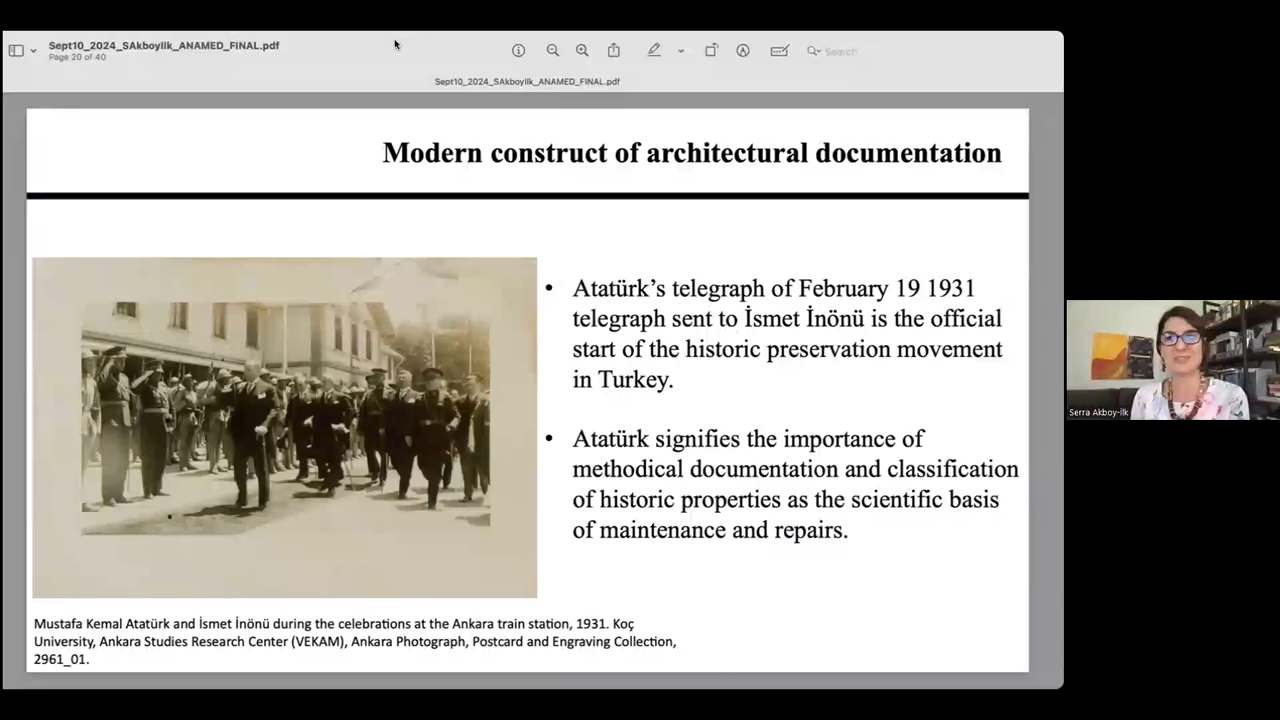 Sept10_2024_SAkboyIlk_ANAMED_FINAL.pdf
Page 20 of 40
Search
Sept10_2024_SAkboyIlk_ANAMED_FINAL.pdf
Modern construct of architectural documentation
• Atatürk’s telegraph of February 19 1931
telegraph sent to İsmet İnönü is the official
start of the historic preservation movement
in Turkey.
• Atatürk signifies the importance of
methodical documentation and classification
of historic properties as the scientific basis
of maintenance and repairs.
Mustafa Kemal Atatürk and İsmet İnönü during the celebrations at the Ankara train station, 1931. Koç
University, Ankara Studies Research Center (VEKAM), Ankara Photograph, Postcard and Engraving Collection,
2961_01.
Serra Akboy-İlk